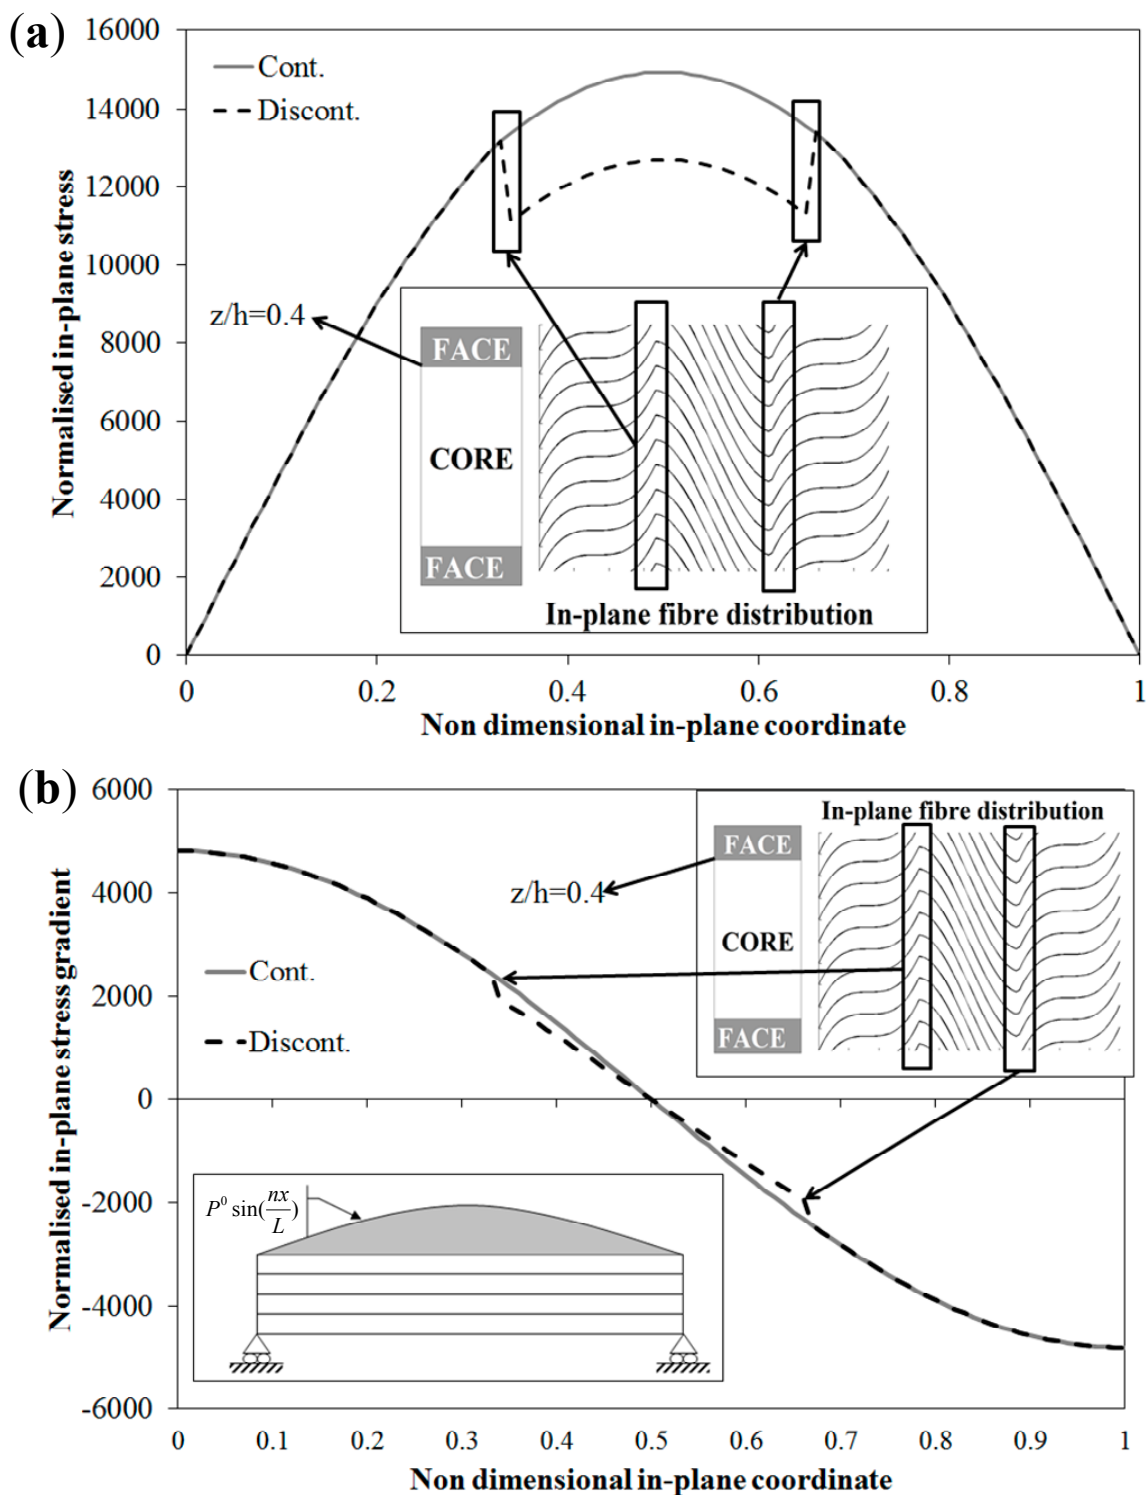 (a)
16000
14000
12000
10000
8000
6000
4000
2000
0
Normalised in-plane stress
Cont.
Discont.
z/h=0.4
FACE
CORE
FACE
In-plane fibre distribution
0 0.2 0.4 0.6 0.8 1
Non dimensional in-plane coordinate
(b)
6000
4000
2000
0
-2000
-4000
-6000
Normalised in-plane stress gradient
In-plane fibre distribution
FACE
z/h=0.4
CORE
FACE
Cont.
Discont.
P⁰ sin(nx/L)
0 0.1 0.2 0.3 0.4 0.5 0.6 0.7 0.8 0.9 1
Non dimensional in-plane coordinate